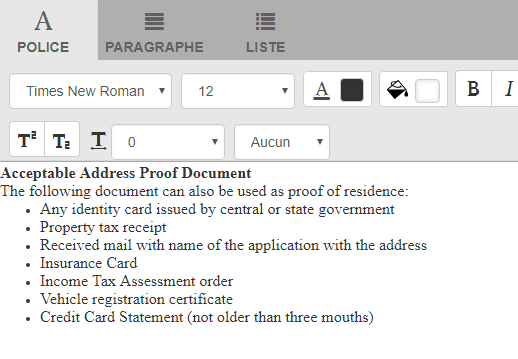 A
POLICE PARAGRAPHE LISTE
Times New Roman 12 A B I
T² T₂ T 0 Aucun
Acceptable Address Proof Document
The following document can also be used as proof of residence:
• Any identity card issued by central or state government
• Property tax receipt
• Received mail with name of the application with the address
• Insurance Card
• Income Tax Assessment order
• Vehicle registration certificate
• Credit Card Statement (not older than three mouths)